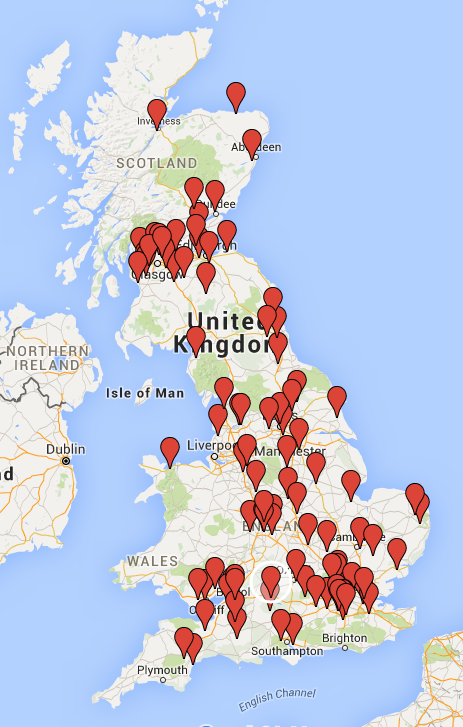 Inverness
Aberdeen
SCOTLAND
Dundee
Edinburgh
Glasgow
United
Kingdom
NORTHERN
IRELAND
Isle of Man
Dublin
Liverpool
Manchester
ENGLAND
Cambridge
WALES
Bristol
Cardiff
Brighton
Southampton
Plymouth
English Channel